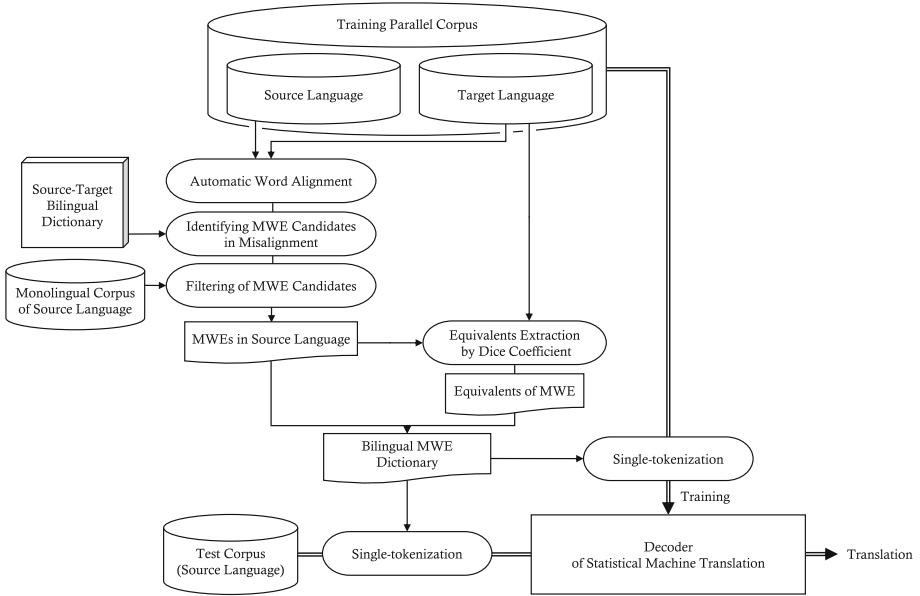 Training Parallel Corpus
Source Language
Target Language
Automatic Word Alignment
Source-Target
Bilingual
Dictionary
Identifying MWE Candidates
in Misalignment
Monolingual Corpus
of Source Language
Filtering of MWE Candidates
MWEs in Source Language
Equivalents Extraction
by Dice Coefficient
Equivalents of MWE
Bilingual MWE
Dictionary
Single-tokenization
Training
Test Corpus
(Source Language)
Single-tokenization
Decoder
of Statistical Machine Translation
Translation